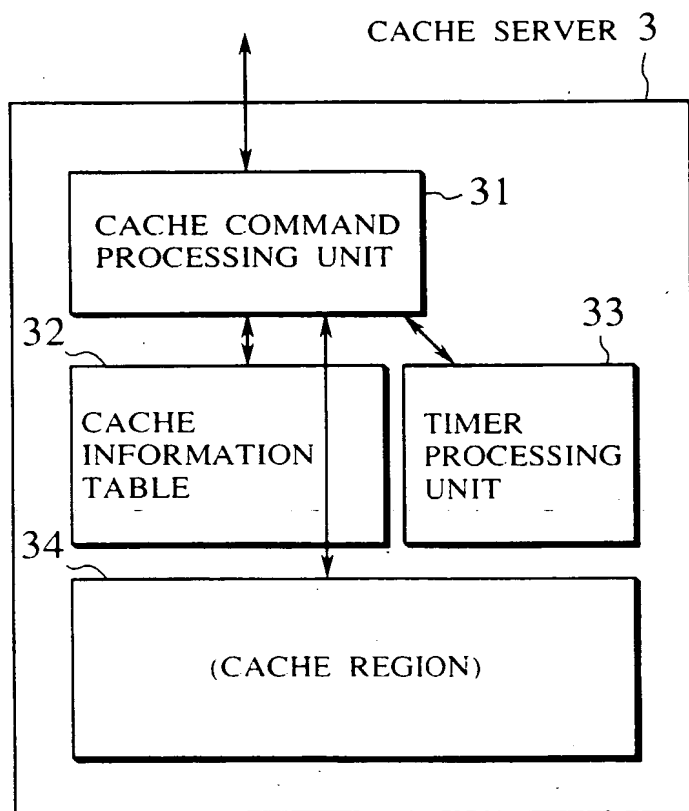 CACHE SERVER 3
31
CACHE COMMAND
PROCESSING UNIT
32
33
CACHE
INFORMATION
TABLE
TIMER
PROCESSING
UNIT
34
(CACHE REGION)